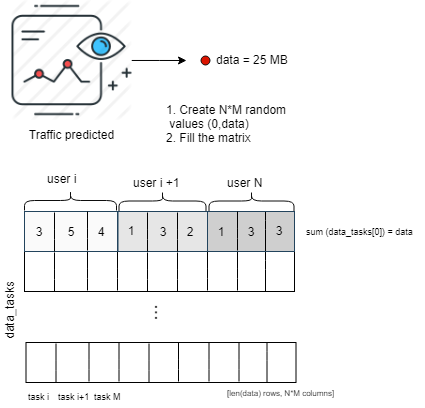 data = 25 MB
Traffic predicted
1. Create N*M random
values (0,data)
2. Fill the matrix
user i
user i +1
user N
3 5 4 1 3 2 1 3 3
sum (data_tasks[0]) = data
data_tasks
...
task i task i+1 task M
[len(data) rows, N*M columns]